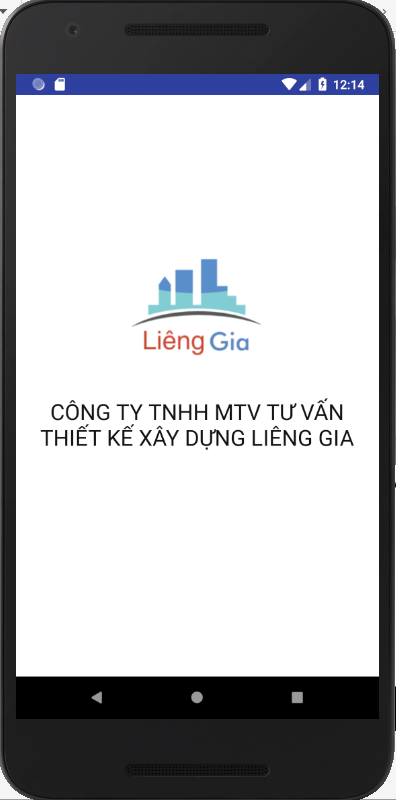 12:14
Liêng Gia
CÔNG TY TNHH MTV TƯ VẤN
THIẾT KẾ XÂY DỰNG LIÊNG GIA